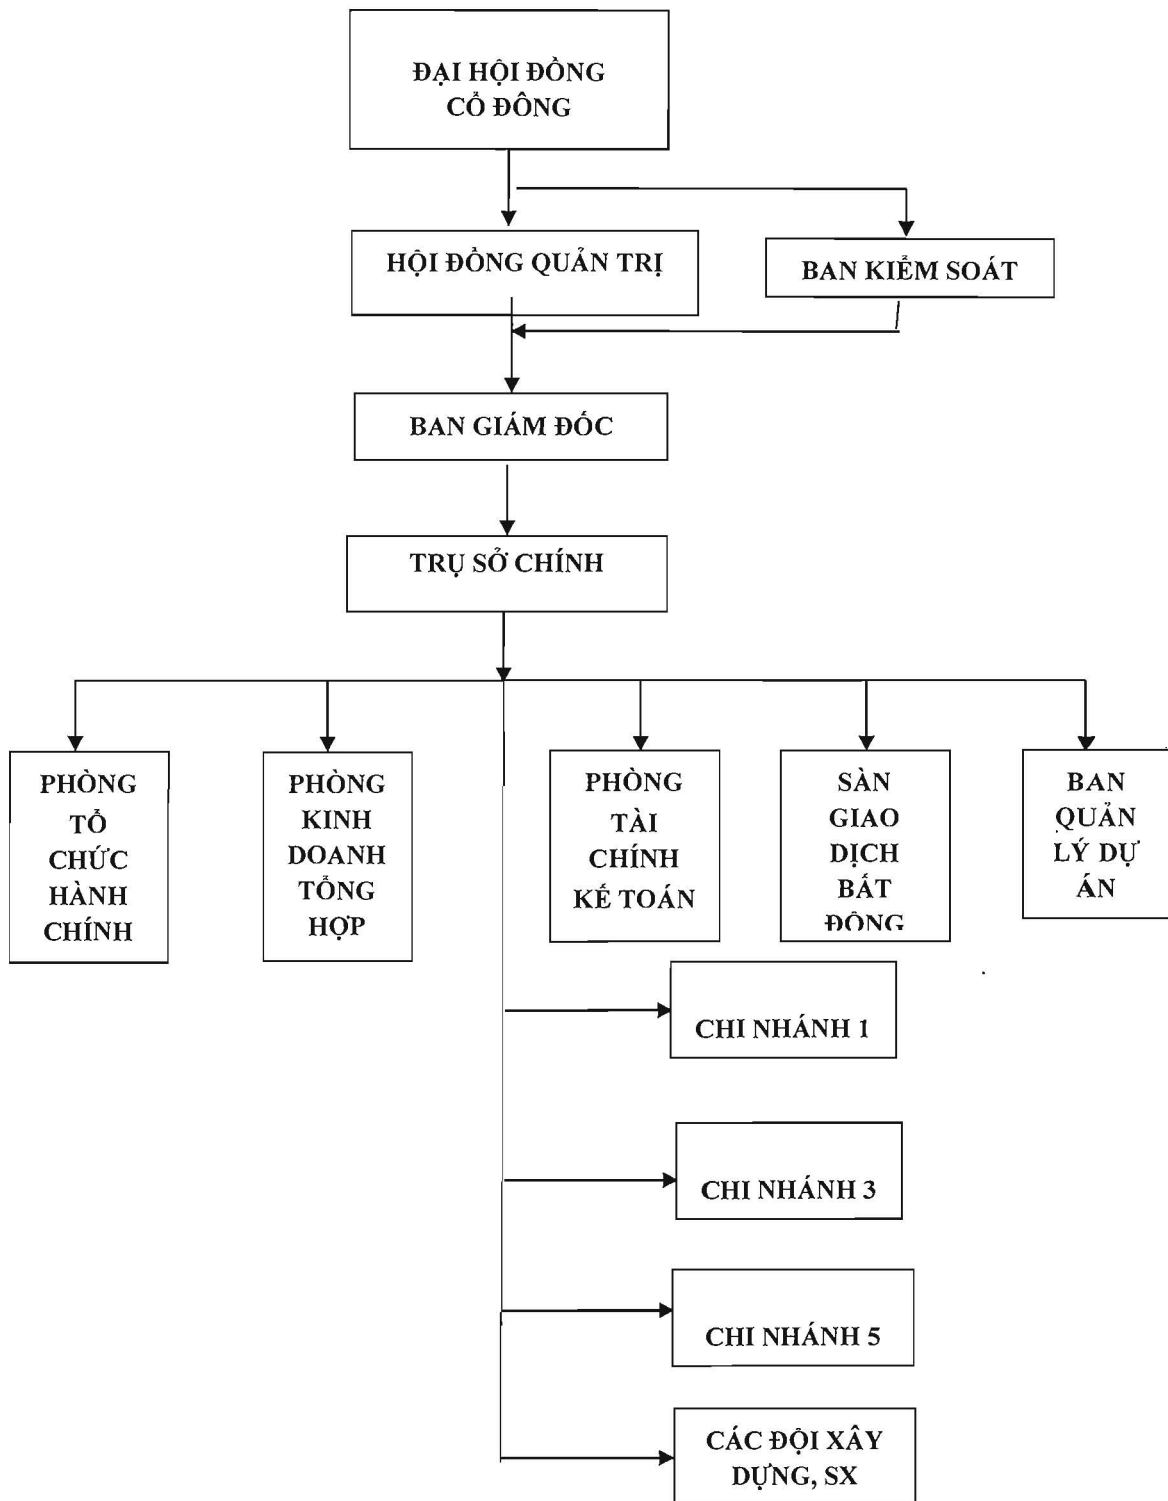 ĐẠI HỘI ĐỒNG
CỔ ĐÔNG
HỘI ĐỒNG QUẢN TRỊ
BAN KIỂM SOÁT
BAN GIÁM ĐỐC
TRỤ SỞ CHÍNH
PHÒNG
TỔ
CHỨC
HÀNH
CHÍNH
PHÒNG
KINH
DOANH
TỔNG
HỢP
PHÒNG
TÀI
CHÍNH
KẾ TOÁN
SÀN
GIAO
DỊCH
BẤT
ĐỘNG
BAN
QUẢN
LÝ DỰ
ÁN
CHI NHÁNH 1
CHI NHÁNH 3
CHI NHÁNH 5
CÁC ĐỘI XÂY
DỰNG, SX